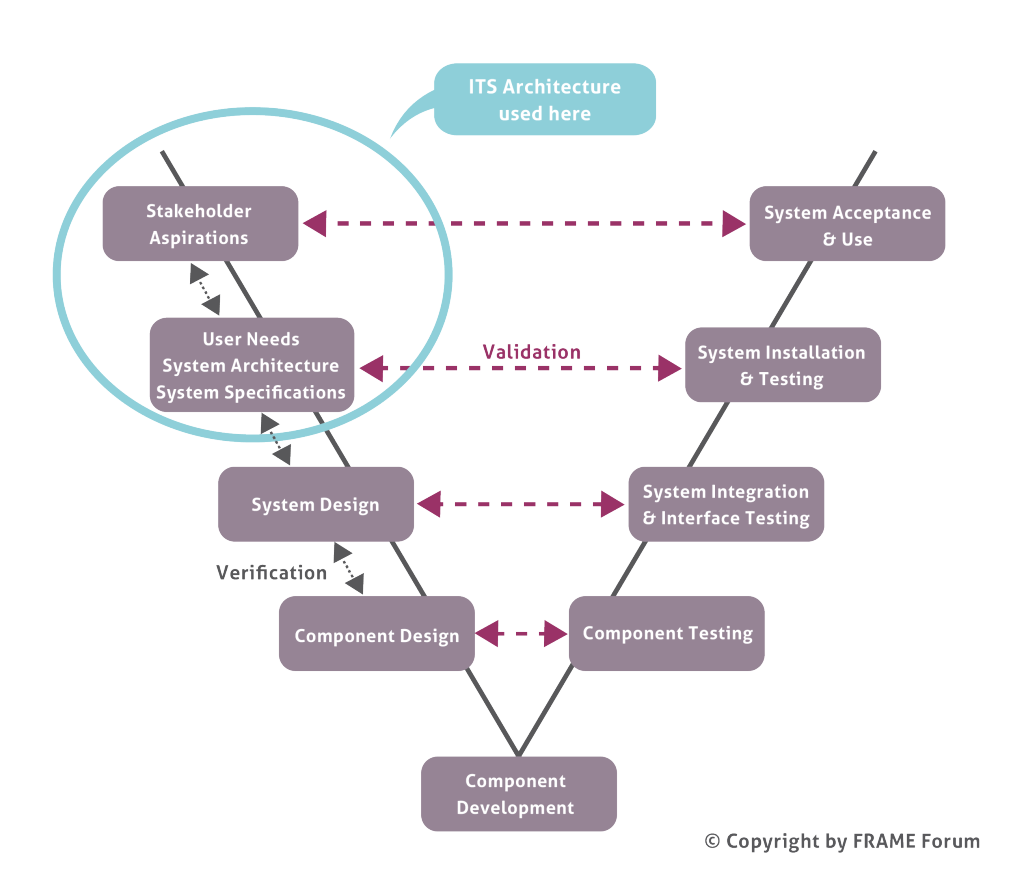 ITS Architecture
used here
Stakeholder
Aspirations
System Acceptance
& Use
User Needs
System Architecture
System Specifications
Validation
System Installation
& Testing
System Design
System Integration
& Interface Testing
Verification
Component Design
Component Testing
Component
Development
© Copyright by FRAME Forum